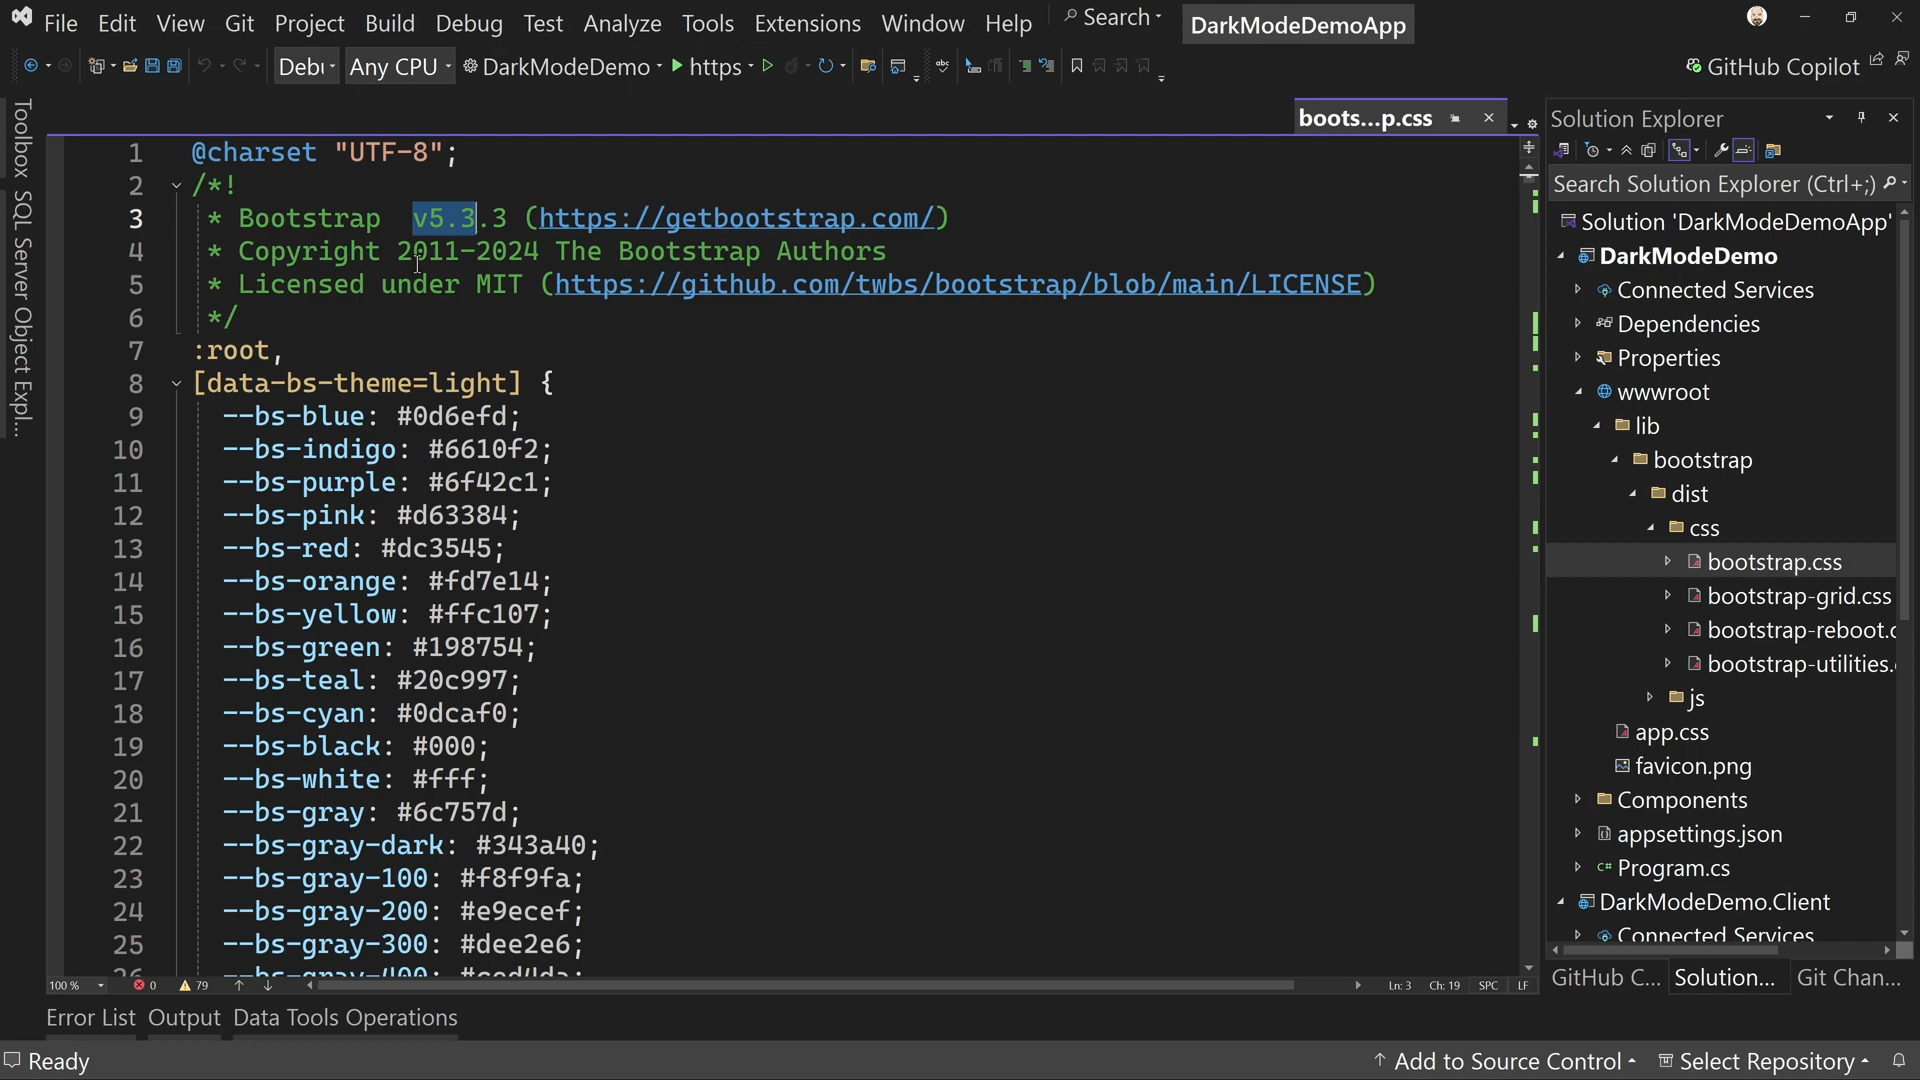 File Edit View Git Project Build Debug Test Analyze Tools Extensions Window Help Search DarkModeDemoApp
Debu Any CPU DarkModeDemo https GitHub Copilot
Toolbox
SQL Server Object Expl...
boots...p.css
1 @charset "UTF-8";
2 /*!
3 * Bootstrap  v5.3.3 (https://getbootstrap.com/)
4 * Copyright 2011-2024 The Bootstrap Authors
5 * Licensed under MIT (https://github.com/twbs/bootstrap/blob/main/LICENSE)
6 */
7 :root,
8 [data-bs-theme=light] {
9 --bs-blue: #0d6efd;
10 --bs-indigo: #6610f2;
11 --bs-purple: #6f42c1;
12 --bs-pink: #d63384;
13 --bs-red: #dc3545;
14 --bs-orange: #fd7e14;
15 --bs-yellow: #ffc107;
16 --bs-green: #198754;
17 --bs-teal: #20c997;
18 --bs-cyan: #0dcaf0;
19 --bs-black: #000;
20 --bs-white: #fff;
21 --bs-gray: #6c757d;
22 --bs-gray-dark: #343a40;
23 --bs-gray-100: #f8f9fa;
24 --bs-gray-200: #e9ecef;
25 --bs-gray-300: #dee2e6;
26 --bs-gray-400: #ced4da;
100 % 0 79 Ln: 3 Ch: 19 SPC LF
Solution Explorer
Search Solution Explorer (Ctrl+;)
Solution 'DarkModeDemoApp'
DarkModeDemo
Connected Services
Dependencies
Properties
wwwroot
lib
bootstrap
dist
css
bootstrap.css
bootstrap-grid.css
bootstrap-reboot.c
bootstrap-utilities.
js
app.css
favicon.png
Components
appsettings.json
C# Program.cs
DarkModeDemo.Client
Connected Services
GitHub C... Solution... Git Chan...
Error List Output Data Tools Operations
Ready Add to Source Control Select Repository